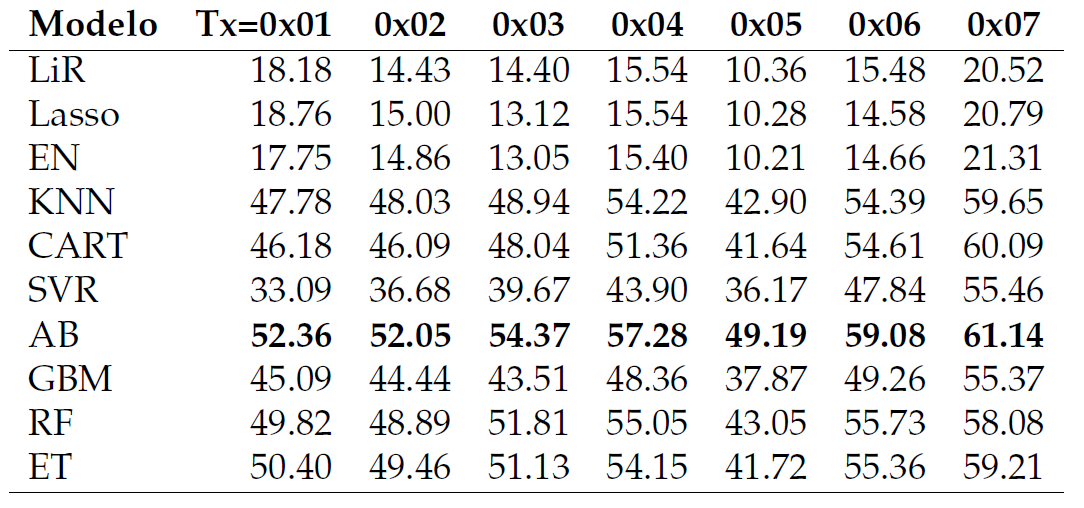 Modelo Tx=0x01 0x02 0x03 0x04 0x05 0x06 0x07
LiR 18.18 14.43 14.40 15.54 10.36 15.48 20.52
Lasso 18.76 15.00 13.12 15.54 10.28 14.58 20.79
EN 17.75 14.86 13.05 15.40 10.21 14.66 21.31
KNN 47.78 48.03 48.94 54.22 42.90 54.39 59.65
CART 46.18 46.09 48.04 51.36 41.64 54.61 60.09
SVR 33.09 36.68 39.67 43.90 36.17 47.84 55.46
AB 52.36 52.05 54.37 57.28 49.19 59.08 61.14
GBM 45.09 44.44 43.51 48.36 37.87 49.26 55.37
RF 49.82 48.89 51.81 55.05 43.05 55.73 58.08
ET 50.40 49.46 51.13 54.15 41.72 55.36 59.21